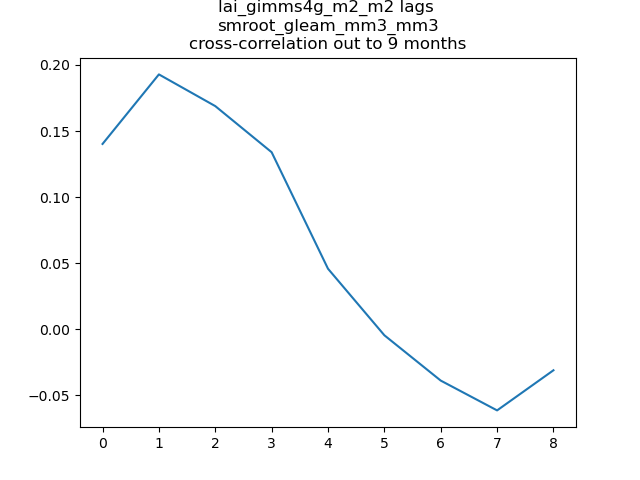 lai_gimms4g_m2_m2 lags
smroot_gleam_mm3_mm3
cross-correlation out to 9 months
0.20
0.15
0.10
0.05
0.00
−0.05
0 1 2 3 4 5 6 7 8